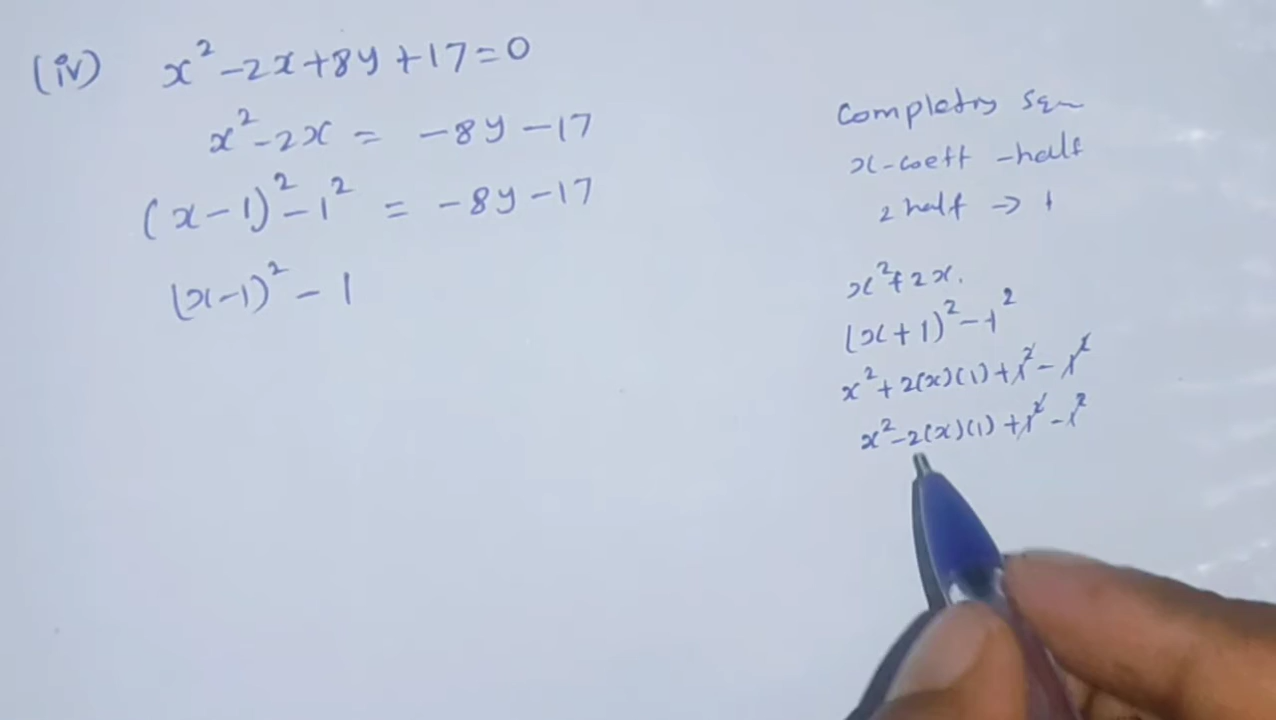 (iv) x² -2x+8y+17=0
x² -2x = -8y -17
(x-1)² -1² = -8y -17
(x-1)² - 1
x-coeff -half
2 half → 1
x²+2x.
(x+1)² -1²
x²+2(x)(1)+1² -1²
x²-2(x)(1)+1² -1²